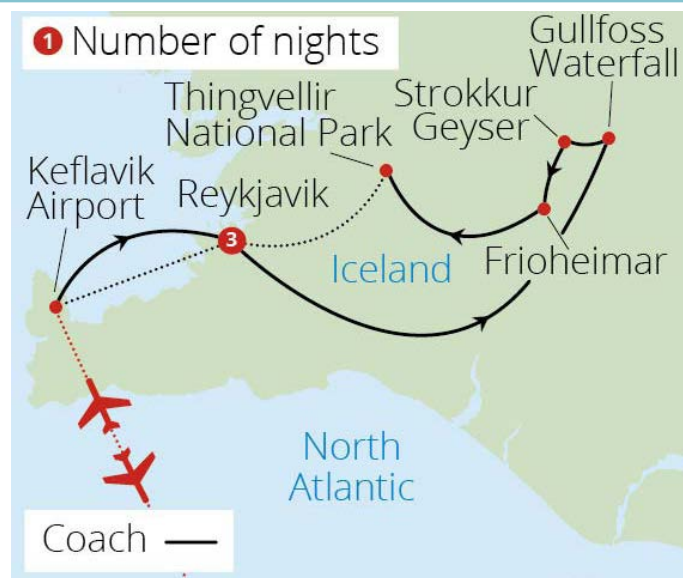 1 Number of nights
Gullfoss
Waterfall
Thingvellir
National Park
Strokkur
Geyser
Keflavik
Airport
Reykjavik
3
Iceland
Frioheimar
North
Atlantic
Coach